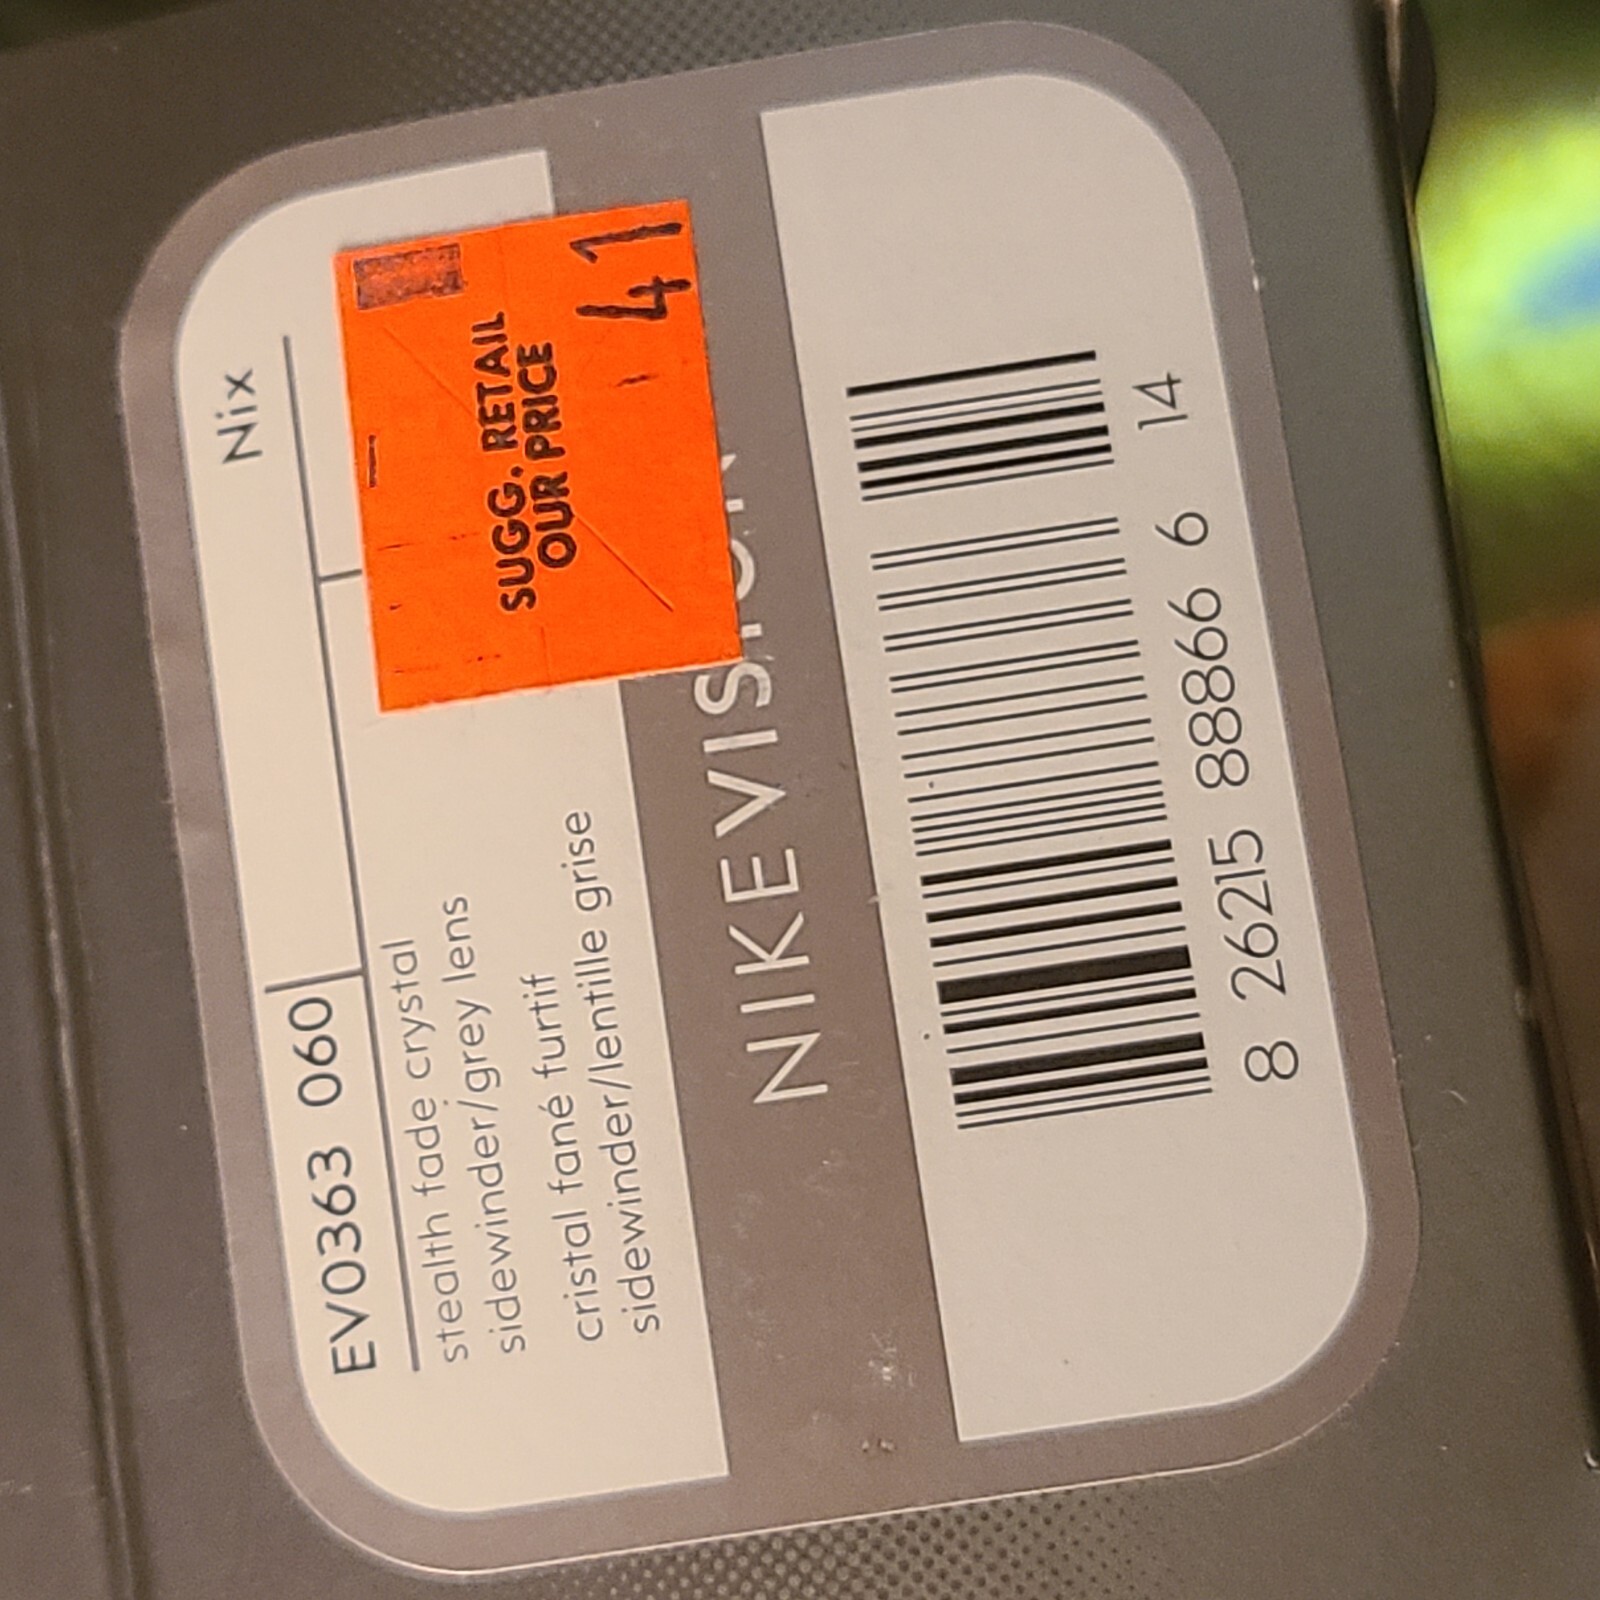 EV0363 060
Nix
stealth fade crystal
sidewinder/grey lens
cristal fané furtif
sidewinder/lentille grise
SUGG. RETAIL
OUR PRICE
41
NIKEVISION
8 26215 88866 6
14